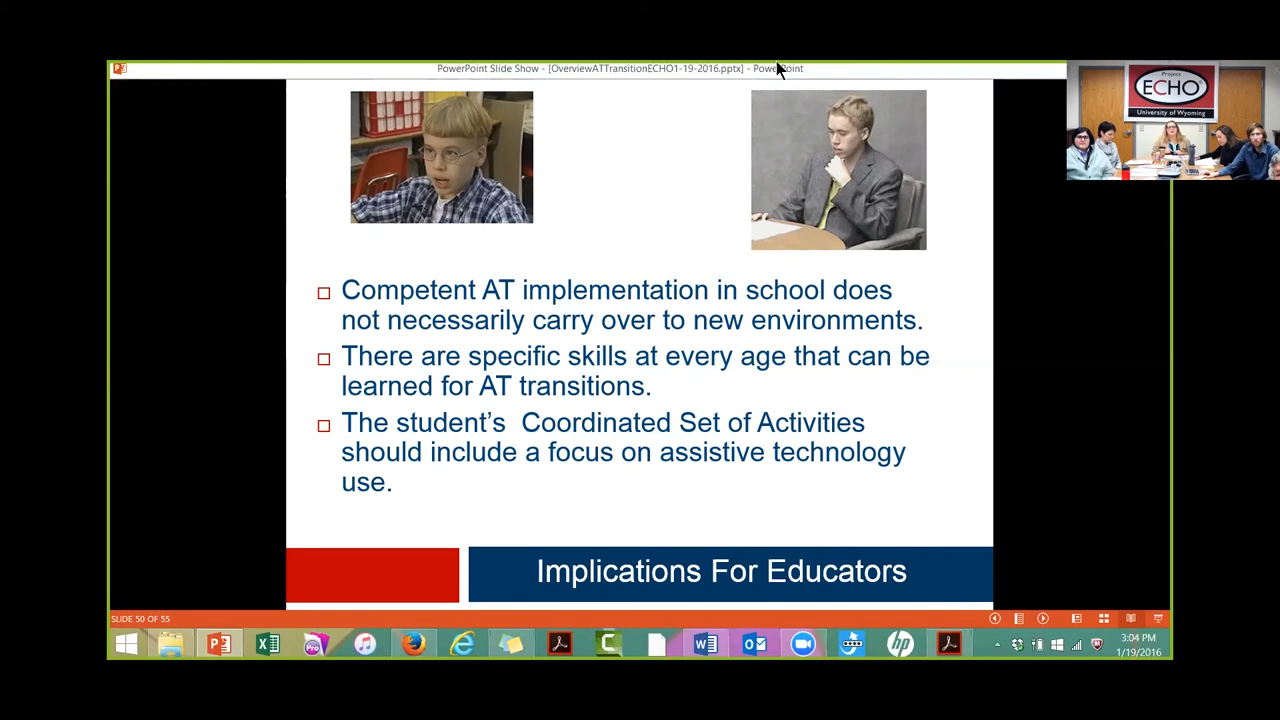 PowerPoint Slide Show - [OverviewATTransitionECHO1-19-2016.pptx] - PowerPoint
Project
ECHO®
University of Wyoming
□ Competent AT implementation in school does
not necessarily carry over to new environments.
□ There are specific skills at every age that can be
learned for AT transitions.
□ The student's  Coordinated Set of Activities
should include a focus on assistive technology
use.
Implications For Educators
SLIDE 50 OF 55
Pro
hp
3:04 PM
1/19/2016